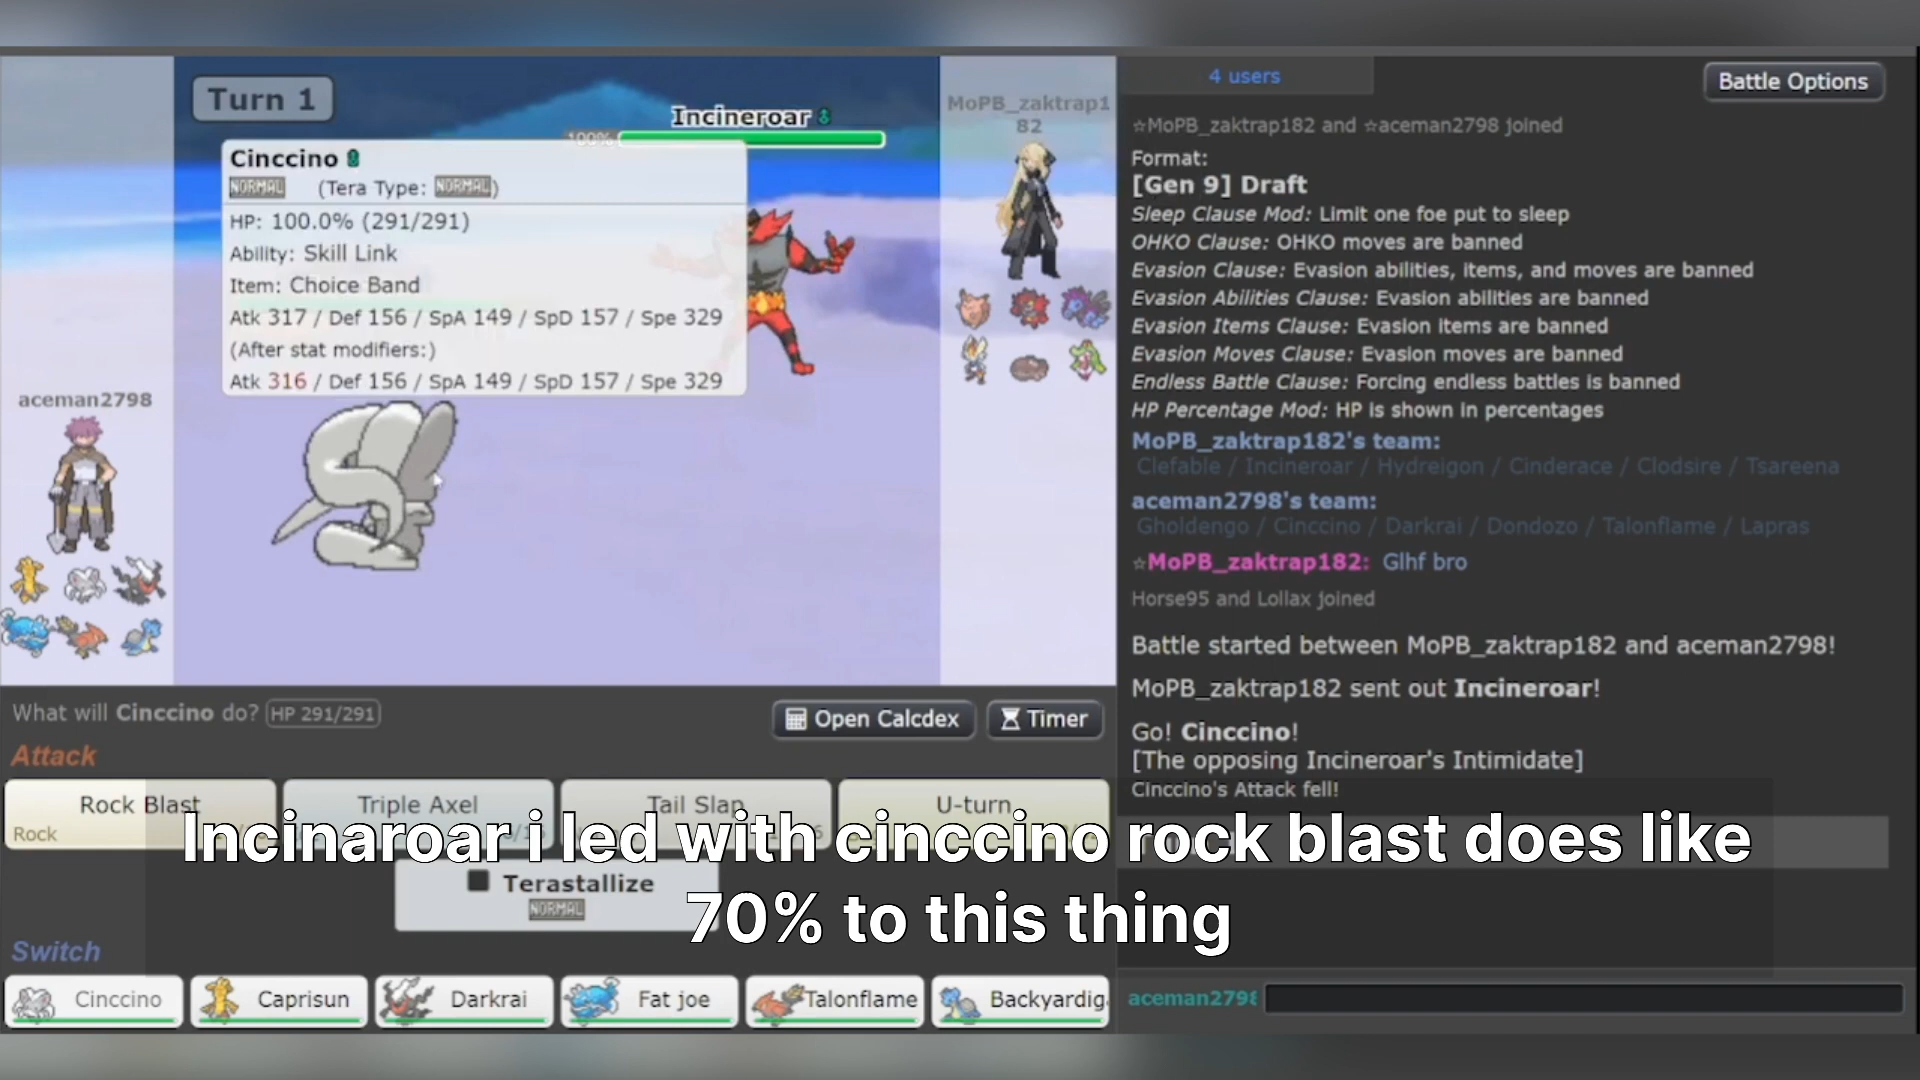 Turn 1
Incineroar
100%
Cinccino
NORMAL (Tera Type: NORMAL)
HP: 100.0% (291/291)
Ability: Skill Link
Item: Choice Band
Atk 317 / Def 156 / SpA 149 / SpD 157 / Spe 329
(After stat modifiers:)
Atk 316 / Def 156 / SpA 149 / SpD 157 / Spe 329
aceman2798
MoPB_zaktrap1
82
What will Cinccino do? HP 291/291
Open Calcdex
Timer
Attack
Rock Blast
Rock
Triple Axel
Tail Slap
U-turn
Terastallize
NORMAL
Switch
Cinccino
Caprisun
Darkrai
Fat joe
Talonflame
Backyardig
4 users
Battle Options
☆MoPB_zaktrap182 and ☆aceman2798 joined
Format:
[Gen 9] Draft
Sleep Clause Mod: Limit one foe put to sleep
OHKO Clause: OHKO moves are banned
Evasion Clause: Evasion abilities, items, and moves are banned
Evasion Abilities Clause: Evasion abilities are banned
Evasion Items Clause: Evasion items are banned
Evasion Moves Clause: Evasion moves are banned
Endless Battle Clause: Forcing endless battles is banned
HP Percentage Mod: HP is shown in percentages
MoPB_zaktrap182's team:
Clefable / Incineroar / Hydreigon / Cinderace / Clodsire / Tsareena
aceman2798's team:
Gholdengo / Cinccino / Darkrai / Dondozo / Talonflame / Lapras
☆MoPB_zaktrap182: Glhf bro
Horse95 and Lollax joined
Battle started between MoPB_zaktrap182 and aceman2798!
MoPB_zaktrap182 sent out Incineroar!
Go! Cinccino!
[The opposing Incineroar's Intimidate]
Cinccino's Attack fell!
aceman2798
Incinaroar i led with cinccino rock blast does like
70% to this thing